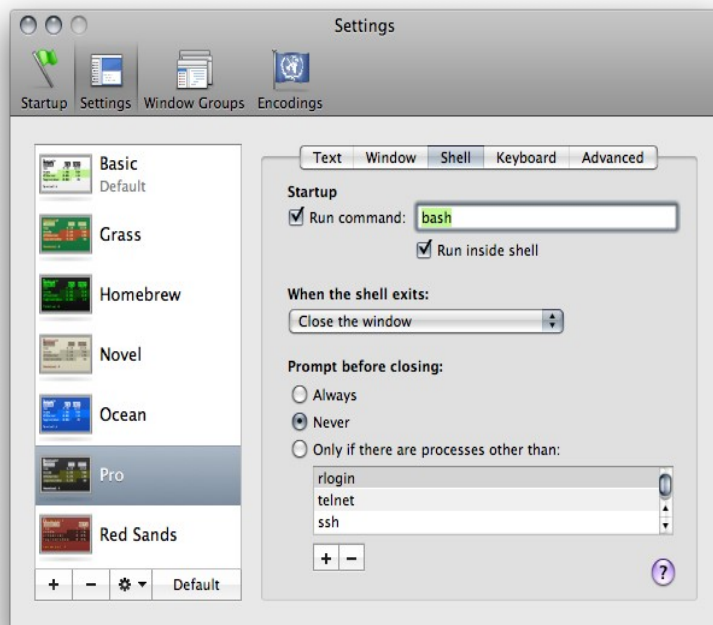 Settings
Startup Settings Window Groups Encodings
Basic
Default
Grass
Homebrew
Novel
Ocean
Pro
Red Sands
+ − Default
Text Window Shell Keyboard Advanced
Startup
Run command: bash
Run inside shell
When the shell exits:
Close the window
Prompt before closing:
Always
Never
Only if there are processes other than:
rlogin
telnet
ssh
+ −
?